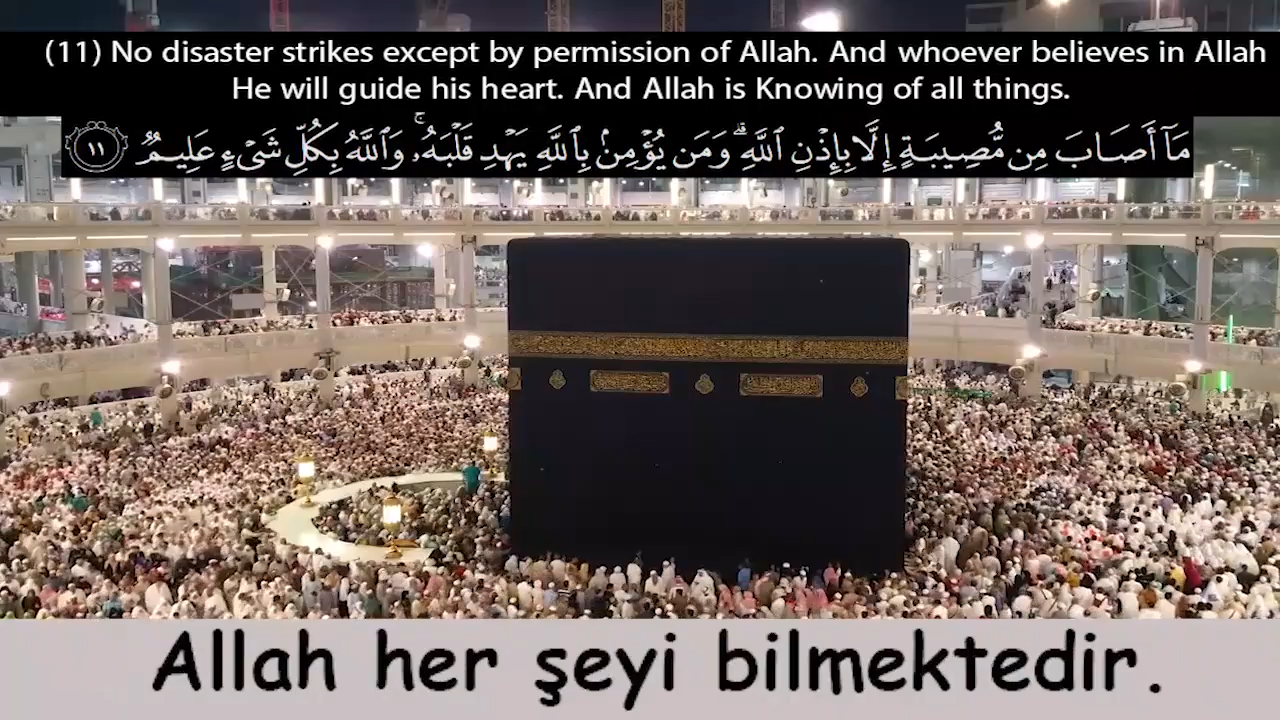 (11) No disaster strikes except by permission of Allah. And whoever believes in Allah
He will guide his heart. And Allah is Knowing of all things.
مَآ أَصَابَ مِن مُّصِيبَةٍ إِلَّا بِإِذْنِ ٱللَّهِ ۗ وَمَن يُؤْمِنۢ بِٱللَّهِ يَهْدِ قَلْبَهُۥ ۚ وَٱللَّهُ بِكُلِّ شَىْءٍ عَلِيمٌ ١١
Allah her şeyi bilmektedir.